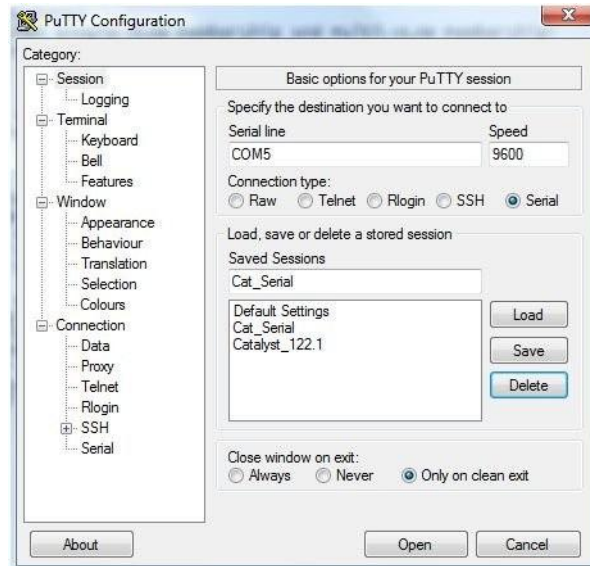 PuTTY Configuration
Category:
Session
Logging
Terminal
Keyboard
Bell
Features
Window
Appearance
Behaviour
Translation
Selection
Colours
Connection
Data
Proxy
Telnet
Rlogin
SSH
Serial
Basic options for your PuTTY session
Specify the destination you want to connect to
Serial line Speed
COM5 9600
Connection type:
Raw Telnet Rlogin SSH Serial
Load, save or delete a stored session
Saved Sessions
Cat_Serial
Default Settings
Cat_Serial
Catalyst_122.1
Load
Save
Delete
Close window on exit:
Always Never Only on clean exit
About Open Cancel